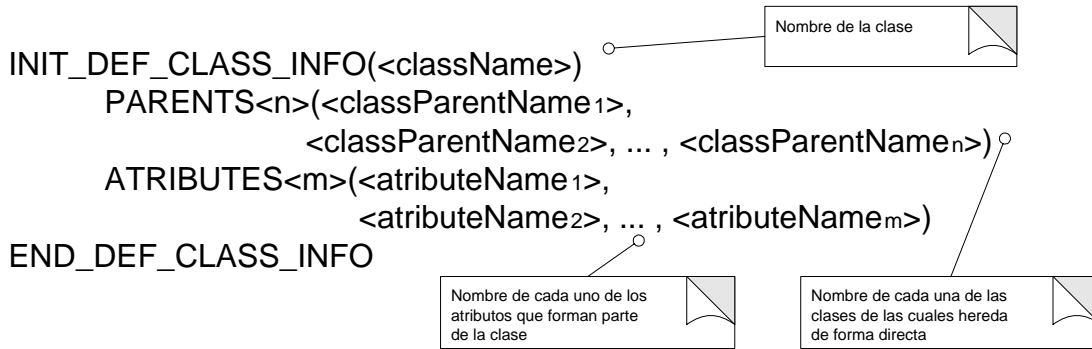 Nombre de la clase
INIT_DEF_CLASS_INFO(<className>)
PARENTS<n>(<classParentName1>,
<classParentName2>, ... , <classParentNamen>)
ATRIBUTES<m>(<atributeName1>,
<atributeName2>, ... , <atributeNamem>)
END_DEF_CLASS_INFO
Nombre de cada uno de los
atributos que forman parte
de la clase
Nombre de cada una de las
clases de las cuales hereda
de forma directa